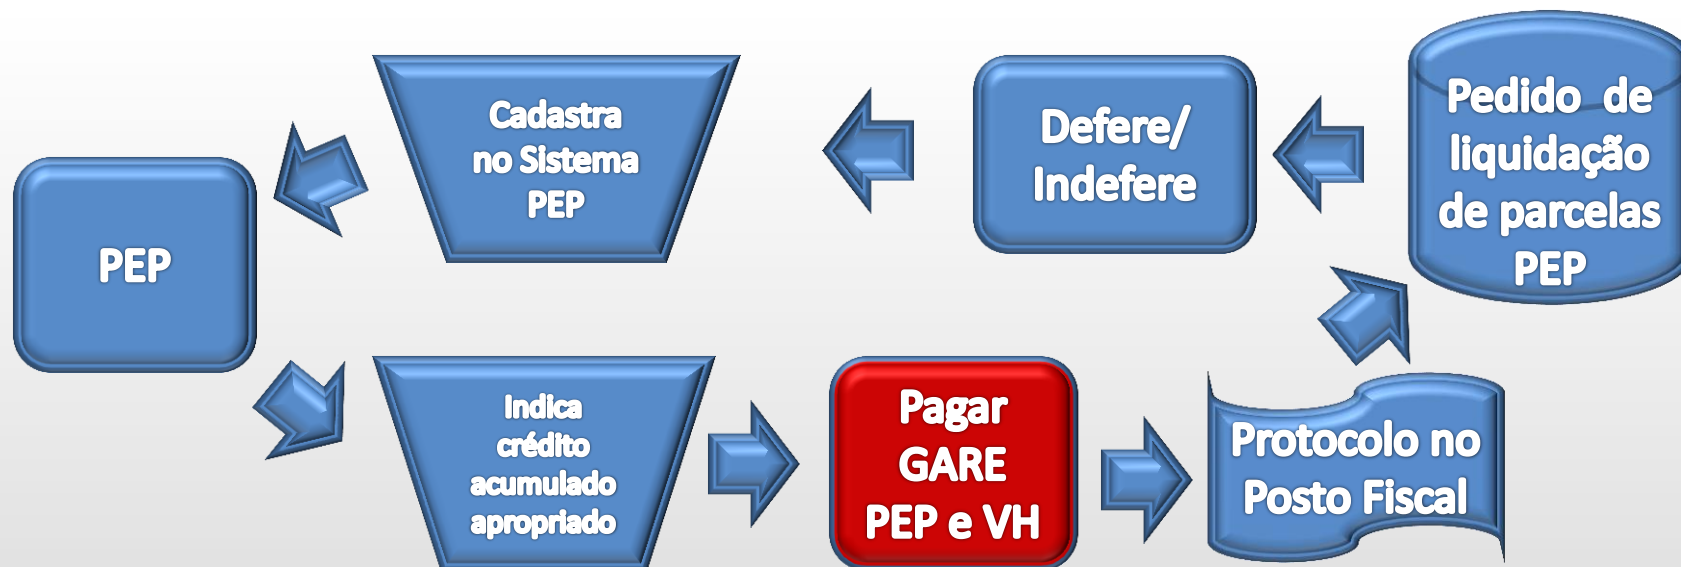 Cadastra
no Sistema
PEP
Defere/
Indefere
Pedido de
liquidação
de parcelas
PEP
PEP
Indica
crédito
acumulado
apropriado
Pagar
GARE
PEP e VH
Protocolo no
Posto Fiscal